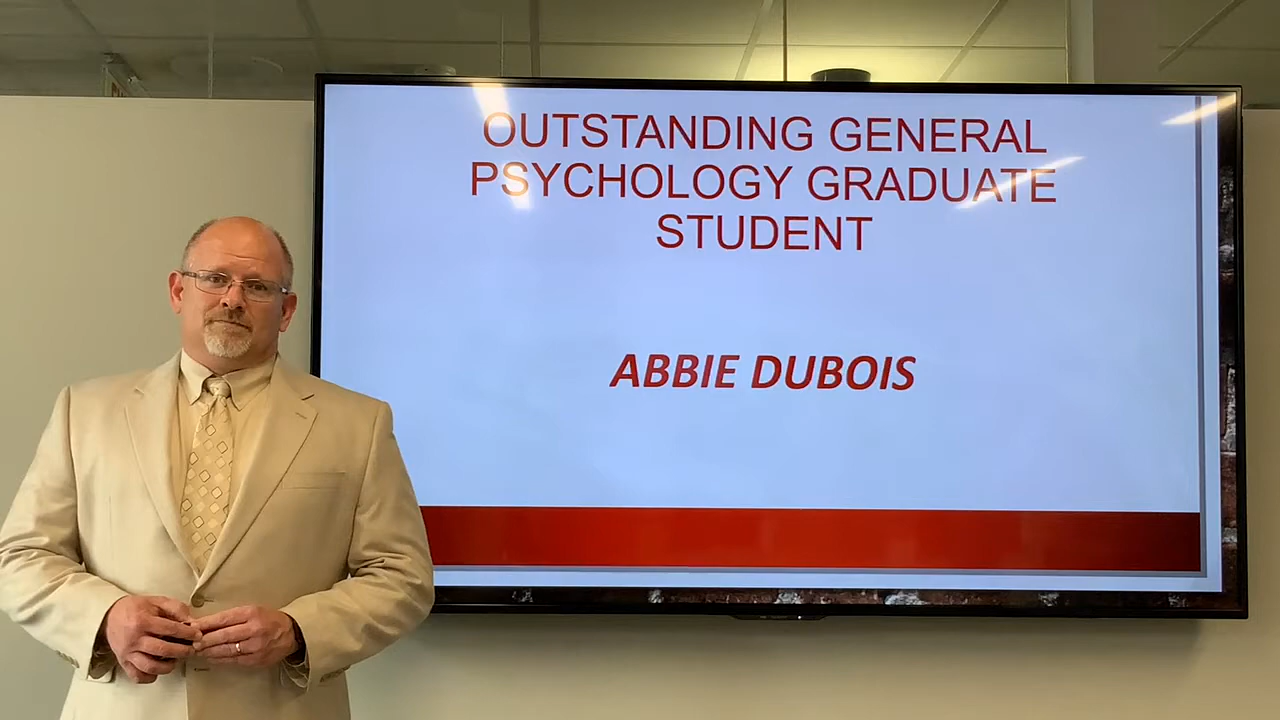 OUTSTANDING GENERAL
PSYCHOLOGY GRADUATE
STUDENT
ABBIE DUBOIS